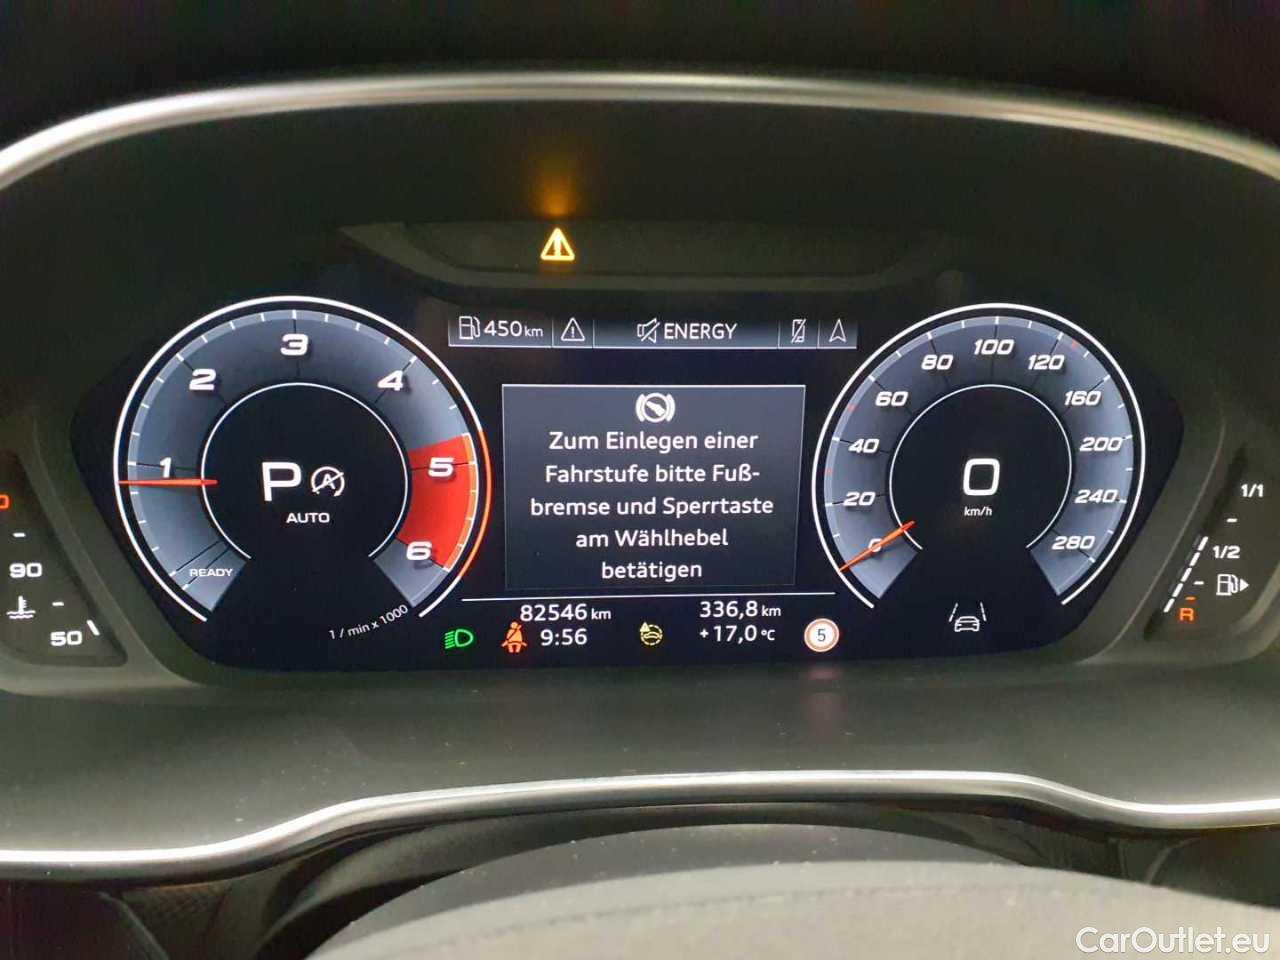 450 km
ENERGY
1
2
3
4
5
6
READY
1 / min x 1000
P
A
AUTO
Zum Einlegen einer
Fahrstufe bitte Fuß-
bremse und Sperrtaste
am Wählhebel
betätigen
0
20
40
60
80
100
120
160
200
240
280
0
km/h
82546 km
336,8 km
9:56
+17,0 °C
5
90
50
1/1
1/2
R
CarOutlet.eu